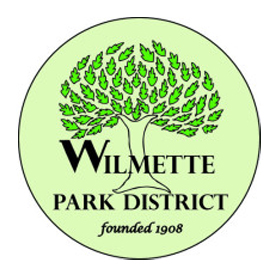 WILMETTE
PARK DISTRICT
founded 1908